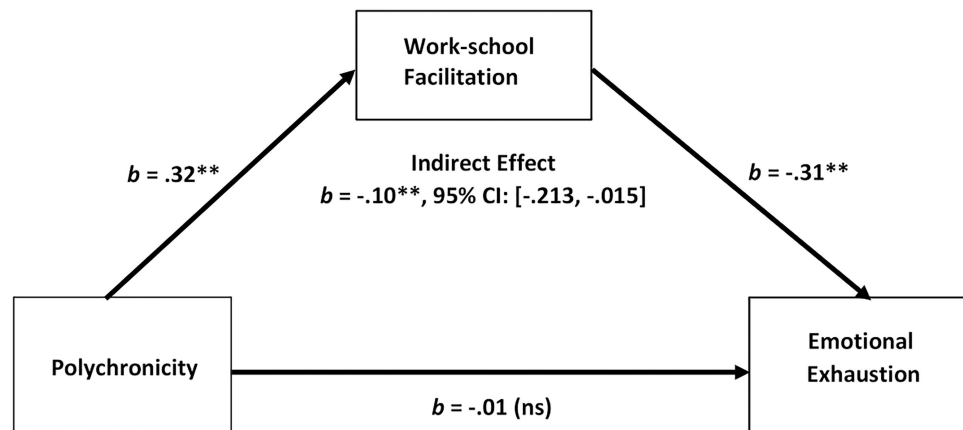 Work-school
Facilitation
b = .32**
Indirect Effect
b = -.10**, 95% CI: [-.213, -.015]
b = -.31**
Polychronicity
Emotional
Exhaustion
b = -.01 (ns)